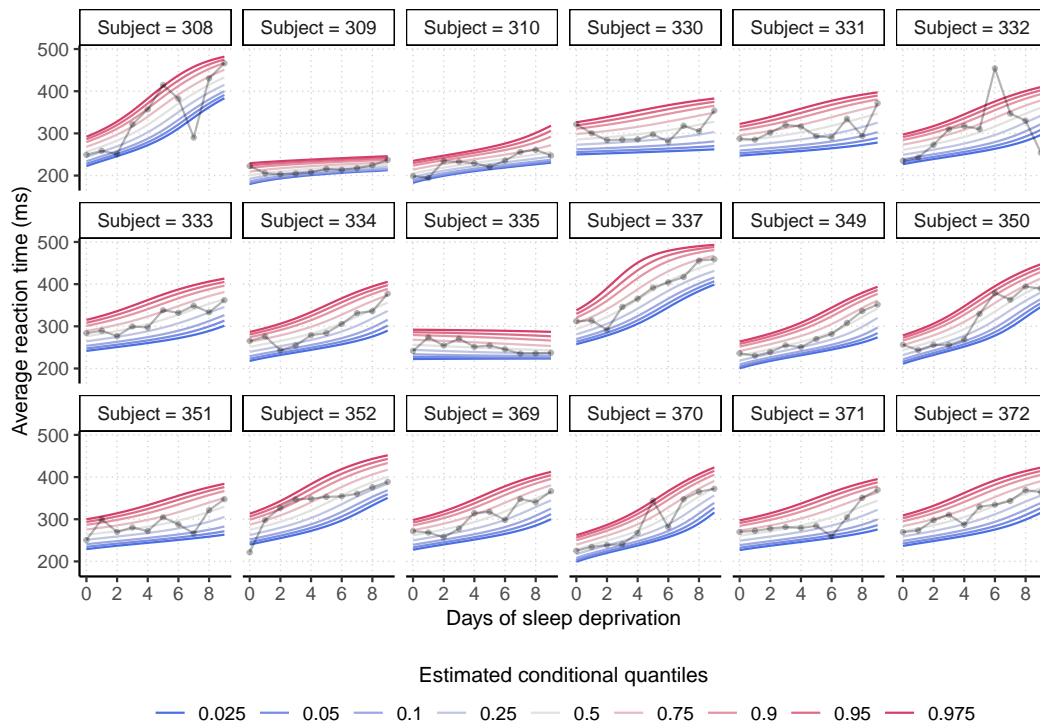 Subject = 308 Subject = 309 Subject = 310 Subject = 330 Subject = 331 Subject = 332
500
400
300
200
Subject = 333 Subject = 334 Subject = 335 Subject = 337 Subject = 349 Subject = 350
500
400
300
200
Subject = 351 Subject = 352 Subject = 369 Subject = 370 Subject = 371 Subject = 372
500
400
300
200
Average reaction time (ms)
0 2 4 6 8 0 2 4 6 8 0 2 4 6 8 0 2 4 6 8 0 2 4 6 8 0 2 4 6 8
Days of sleep deprivation
Estimated conditional quantiles
0.025 0.05 0.1 0.25 0.5 0.75 0.9 0.95 0.975